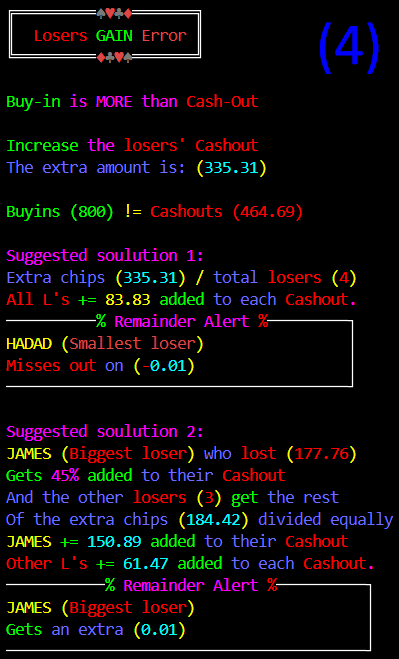 ♠♥♣♦
Losers GAIN Error
♦♣♥♠
(4)
Buy-in is MORE than Cash-Out
Increase the losers' Cashout
The extra amount is: (335.31)
Buyins (800) != Cashouts (464.69)
Suggested soulution 1:
Extra chips (335.31) / total losers (4)
All L's += 83.83 added to each Cashout.
% Remainder Alert %
HADAD (Smallest loser)
Misses out on (-0.01)
Suggested soulution 2:
JAMES (Biggest loser) who lost (177.76)
Gets 45% added to their Cashout
And the other losers (3) get the rest
Of the extra chips (184.42) divided equally
JAMES += 150.89 added to their Cashout
Other L's += 61.47 added to each Cashout.
% Remainder Alert %
JAMES (Biggest loser)
Gets an extra (0.01)